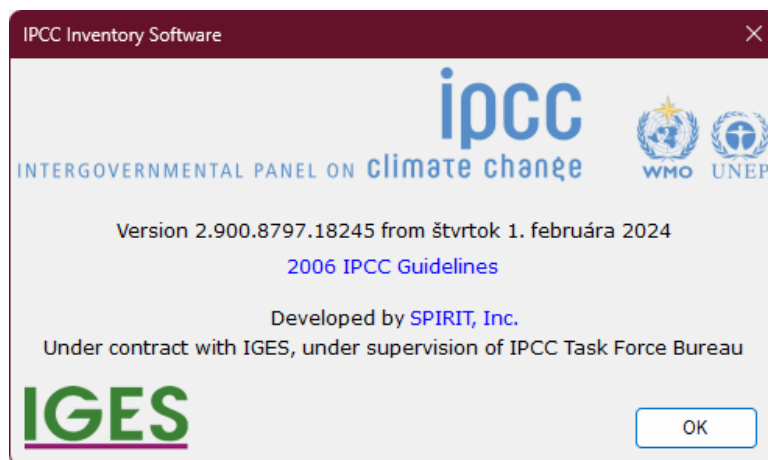 IPCC Inventory Software
ipcc
INTERGOVERNMENTAL PANEL ON climate change
WMO UNEP
Version 2.900.8797.18245 from štvrtok 1. februára 2024
2006 IPCC Guidelines
Developed by SPIRIT, Inc.
Under contract with IGES, under supervision of IPCC Task Force Bureau
IGES
OK